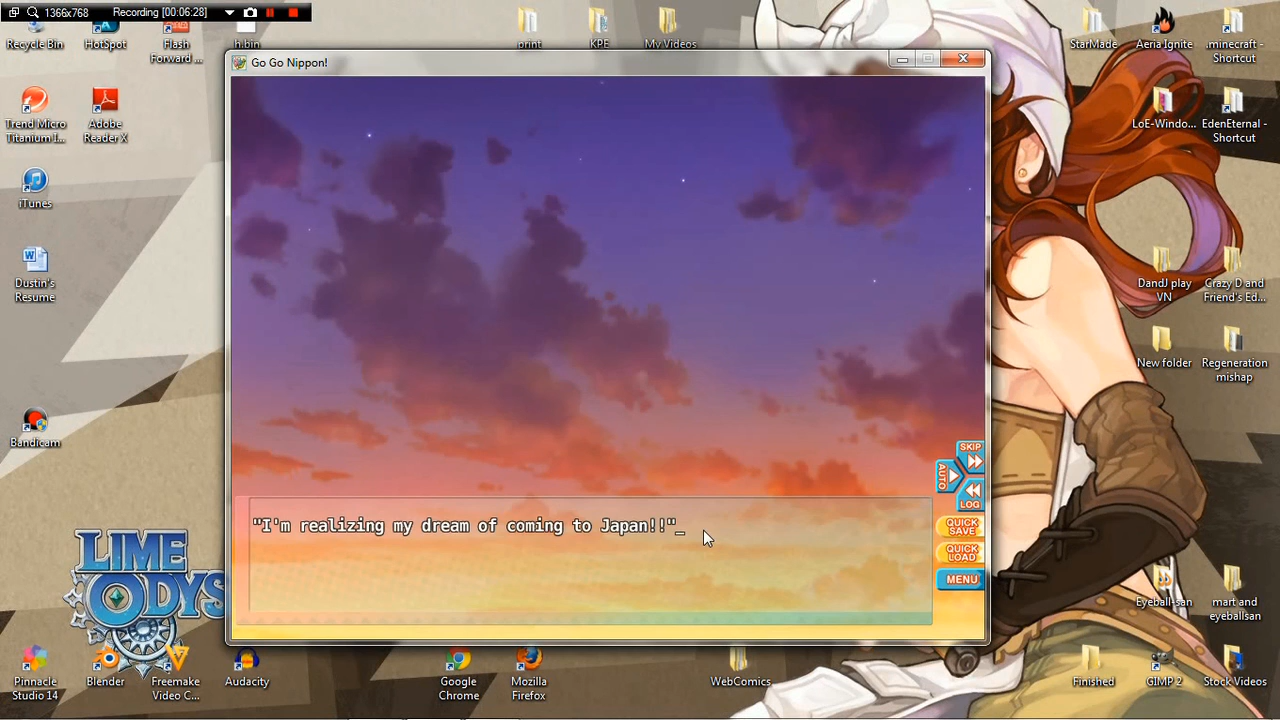 1366x768 Recording [00:06:28]
Recycle Bin
HotSpot
Flash
Forward ...
h.bin
print
KPE
My Videos
StarMade
Aeria Ignite
.minecraft -
Shortcut
Go Go Nippon!
Trend Micro
Titanium I...
Adobe
Reader X
LoE-Windo...
EdenEternal -
Shortcut
iTunes
Dustin's
Resume
DandJ play
VN
Crazy D and
Friend's Ed...
New folder
Regeneration
mishap
Bandicam
SKIP
AUTO
LOG
"I'm realizing my dream of coming to Japan!!"_
QUICK
SAVE
QUICK
LOAD
MENU
LIME
ODYS
Eyeball-san
mart and
eyeballsan
Pinnacle
Studio 14
Blender
Freemake
Video C...
Audacity
Google
Chrome
Mozilla
Firefox
WebComics
Finished
GIMP 2
Stock Videos